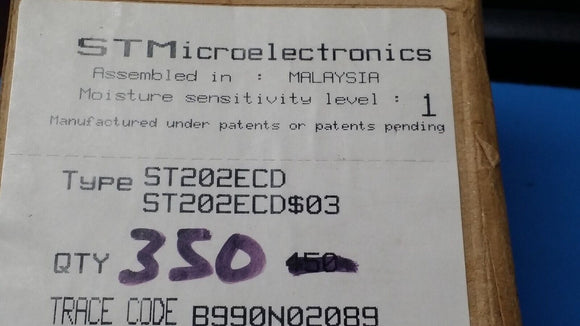 STMicroelectronics
Assembled in : MALAYSIA
Moisture sensitivity level : 1
Manufactured under patents or patents pending
Type ST202ECD
ST202ECD$03
QTY 350 450
TRACE CODE B990N02089